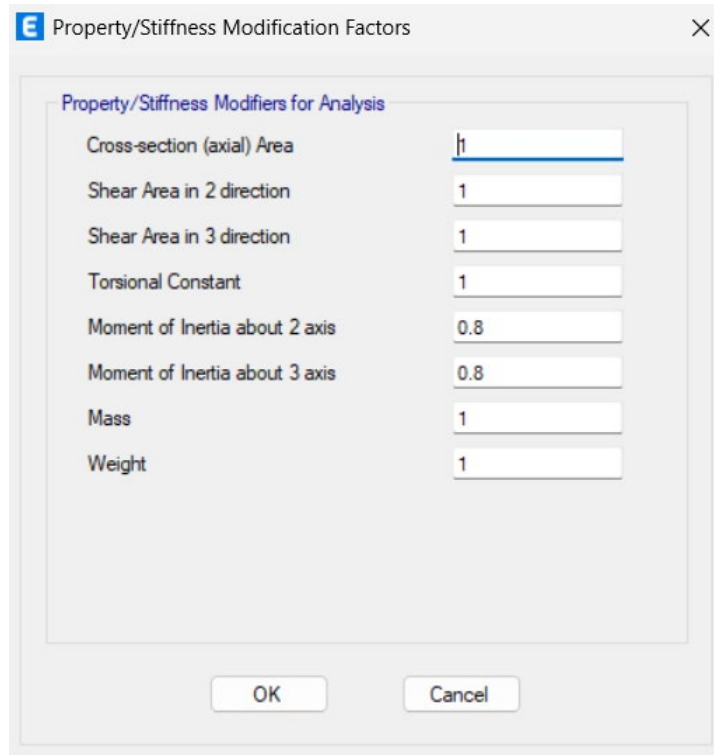 E Property/Stiffness Modification Factors
Property/Stiffness Modifiers for Analysis
Cross-section (axial) Area 1
Shear Area in 2 direction 1
Shear Area in 3 direction 1
Torsional Constant 1
Moment of Inertia about 2 axis 0.8
Moment of Inertia about 3 axis 0.8
Mass 1
Weight 1
OK Cancel